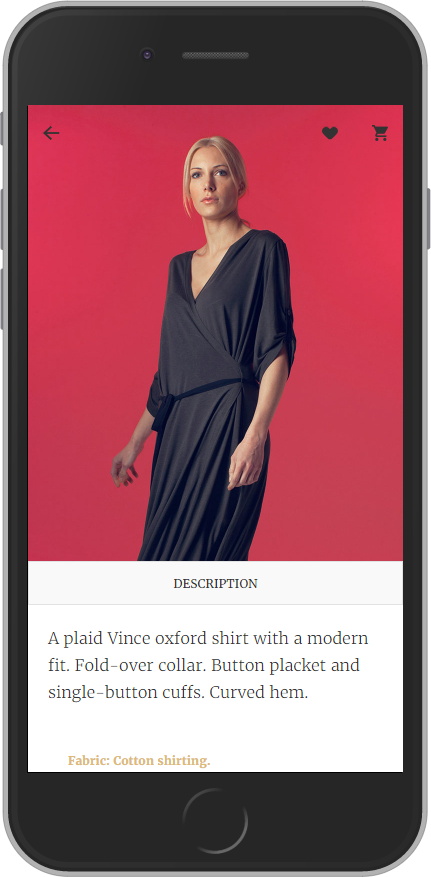 DESCRIPTION
A plaid Vince oxford shirt with a modern
fit. Fold-over collar. Button placket and
single-button cuffs. Curved hem.
Fabric: Cotton shirting.